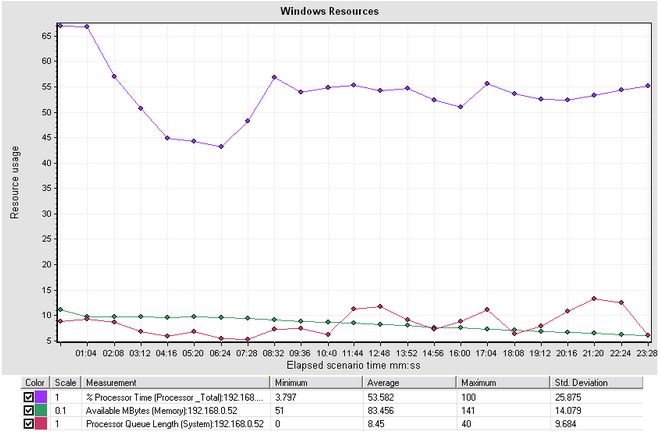 Windows Resources
65
60
55
50
45
40
35
30
25
20
15
10
5
Resource usage
01:04 02:08 03:12 04:16 05:20 06:24 07:28 08:32 09:36 10:40 11:44 12:48 13:52 14:56 16:00 17:04 18:08 19:12 20:16 21:20 22:24 23:28
Elapsed scenario time mm:ss
Color Scale Measurement Minimum Average Maximum Std. Deviation
1 % Processor Time (Processor _Total):192.168.... 3.797 53.582 100 25.875
0.1 Available MBytes (Memory):192.168.0.52 51 83.456 141 14.079
1 Processor Queue Length (System):192.168.0.52 0 8.45 40 9.684